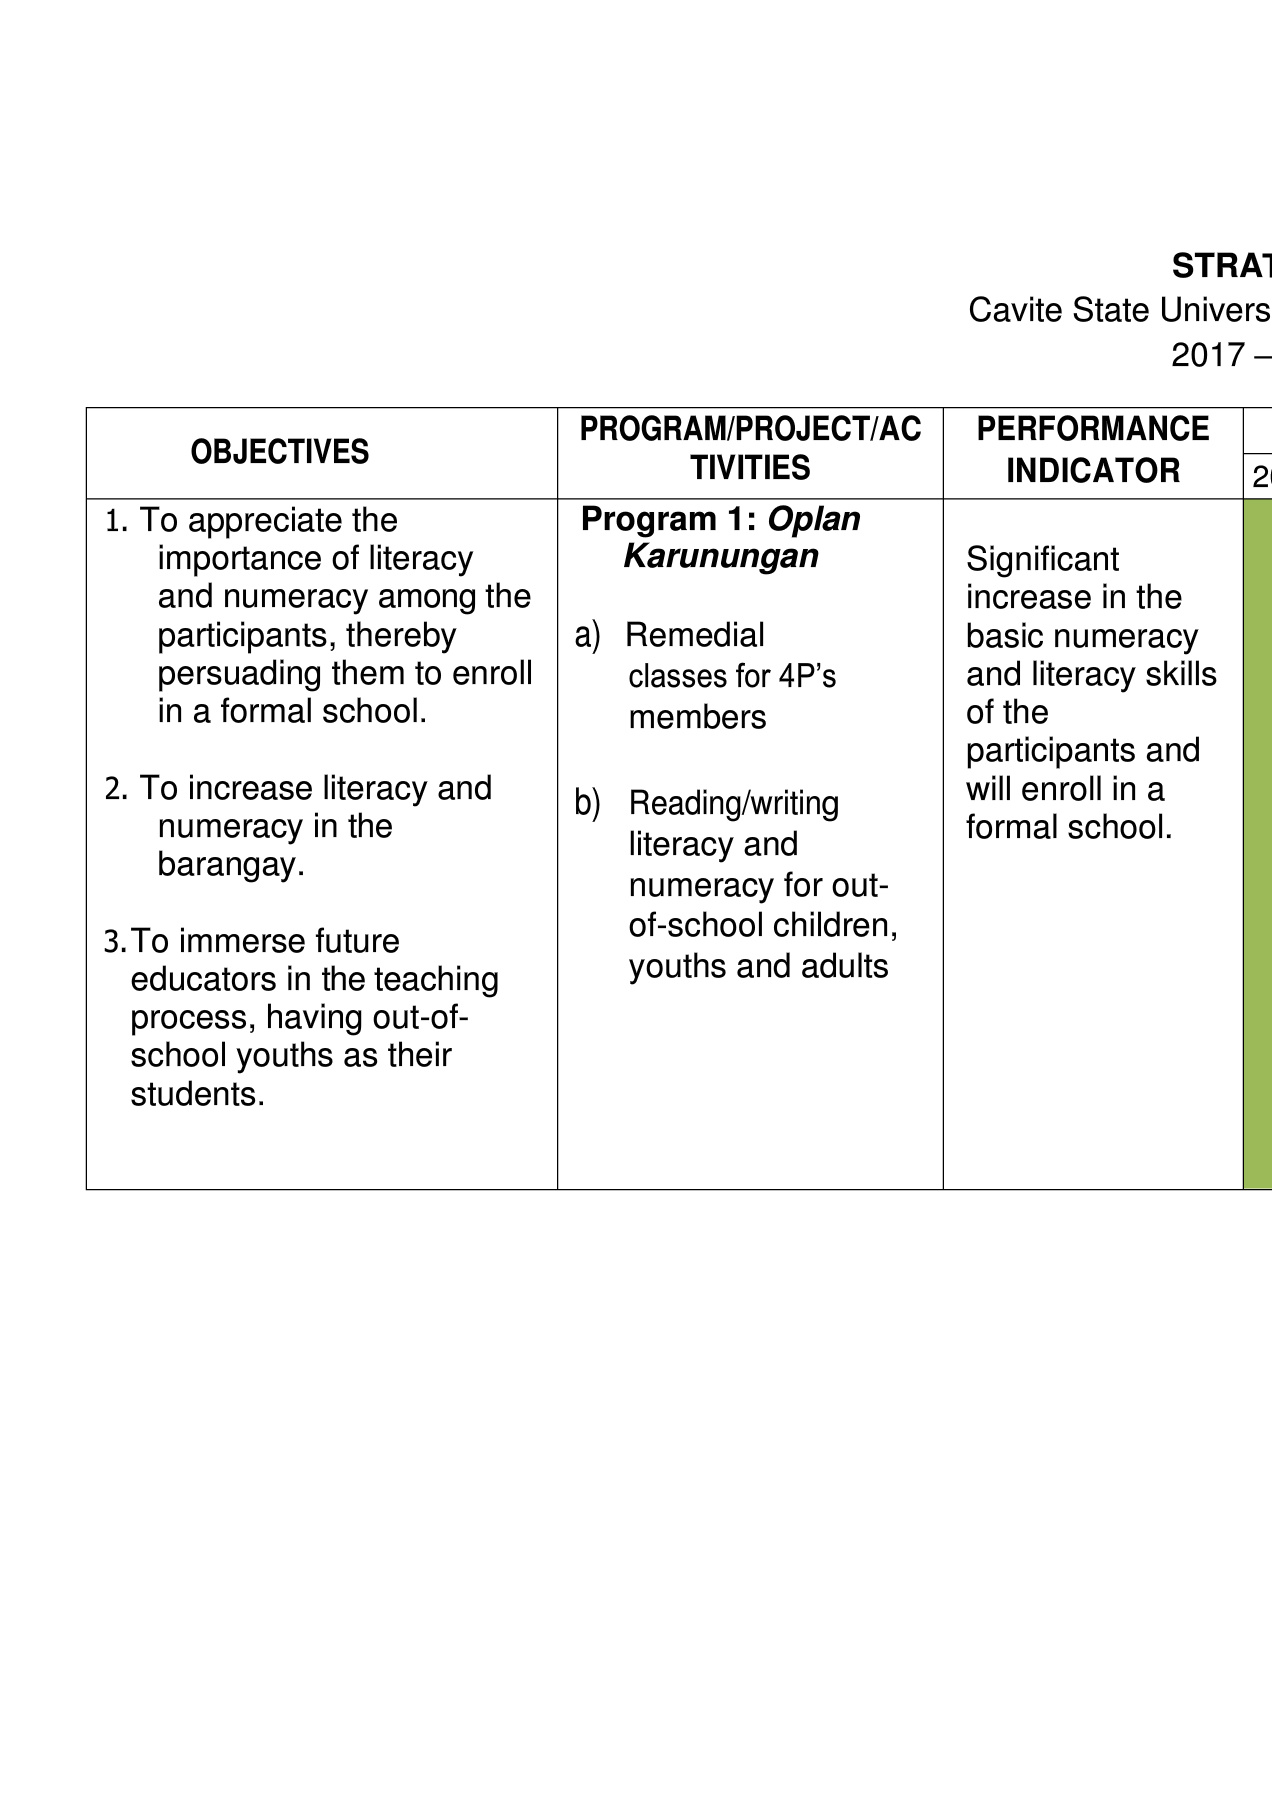 STRAT
Cavite State Univers
2017 –
OBJECTIVES
PROGRAM/PROJECT/AC
TIVITIES
PERFORMANCE
INDICATOR
20
1. To appreciate the
importance of literacy
and numeracy among the
participants, thereby
persuading them to enroll
in a formal school.
2. To increase literacy and
numeracy in the
barangay.
3.To immerse future
educators in the teaching
process, having out-of-
school youths as their
students.
Program 1: Oplan
Karunungan
a) Remedial
classes for 4P’s
members
b) Reading/writing
literacy and
numeracy for out-
of-school children,
youths and adults
Significant
increase in the
basic numeracy
and literacy skills
of the
participants and
will enroll in a
formal school.